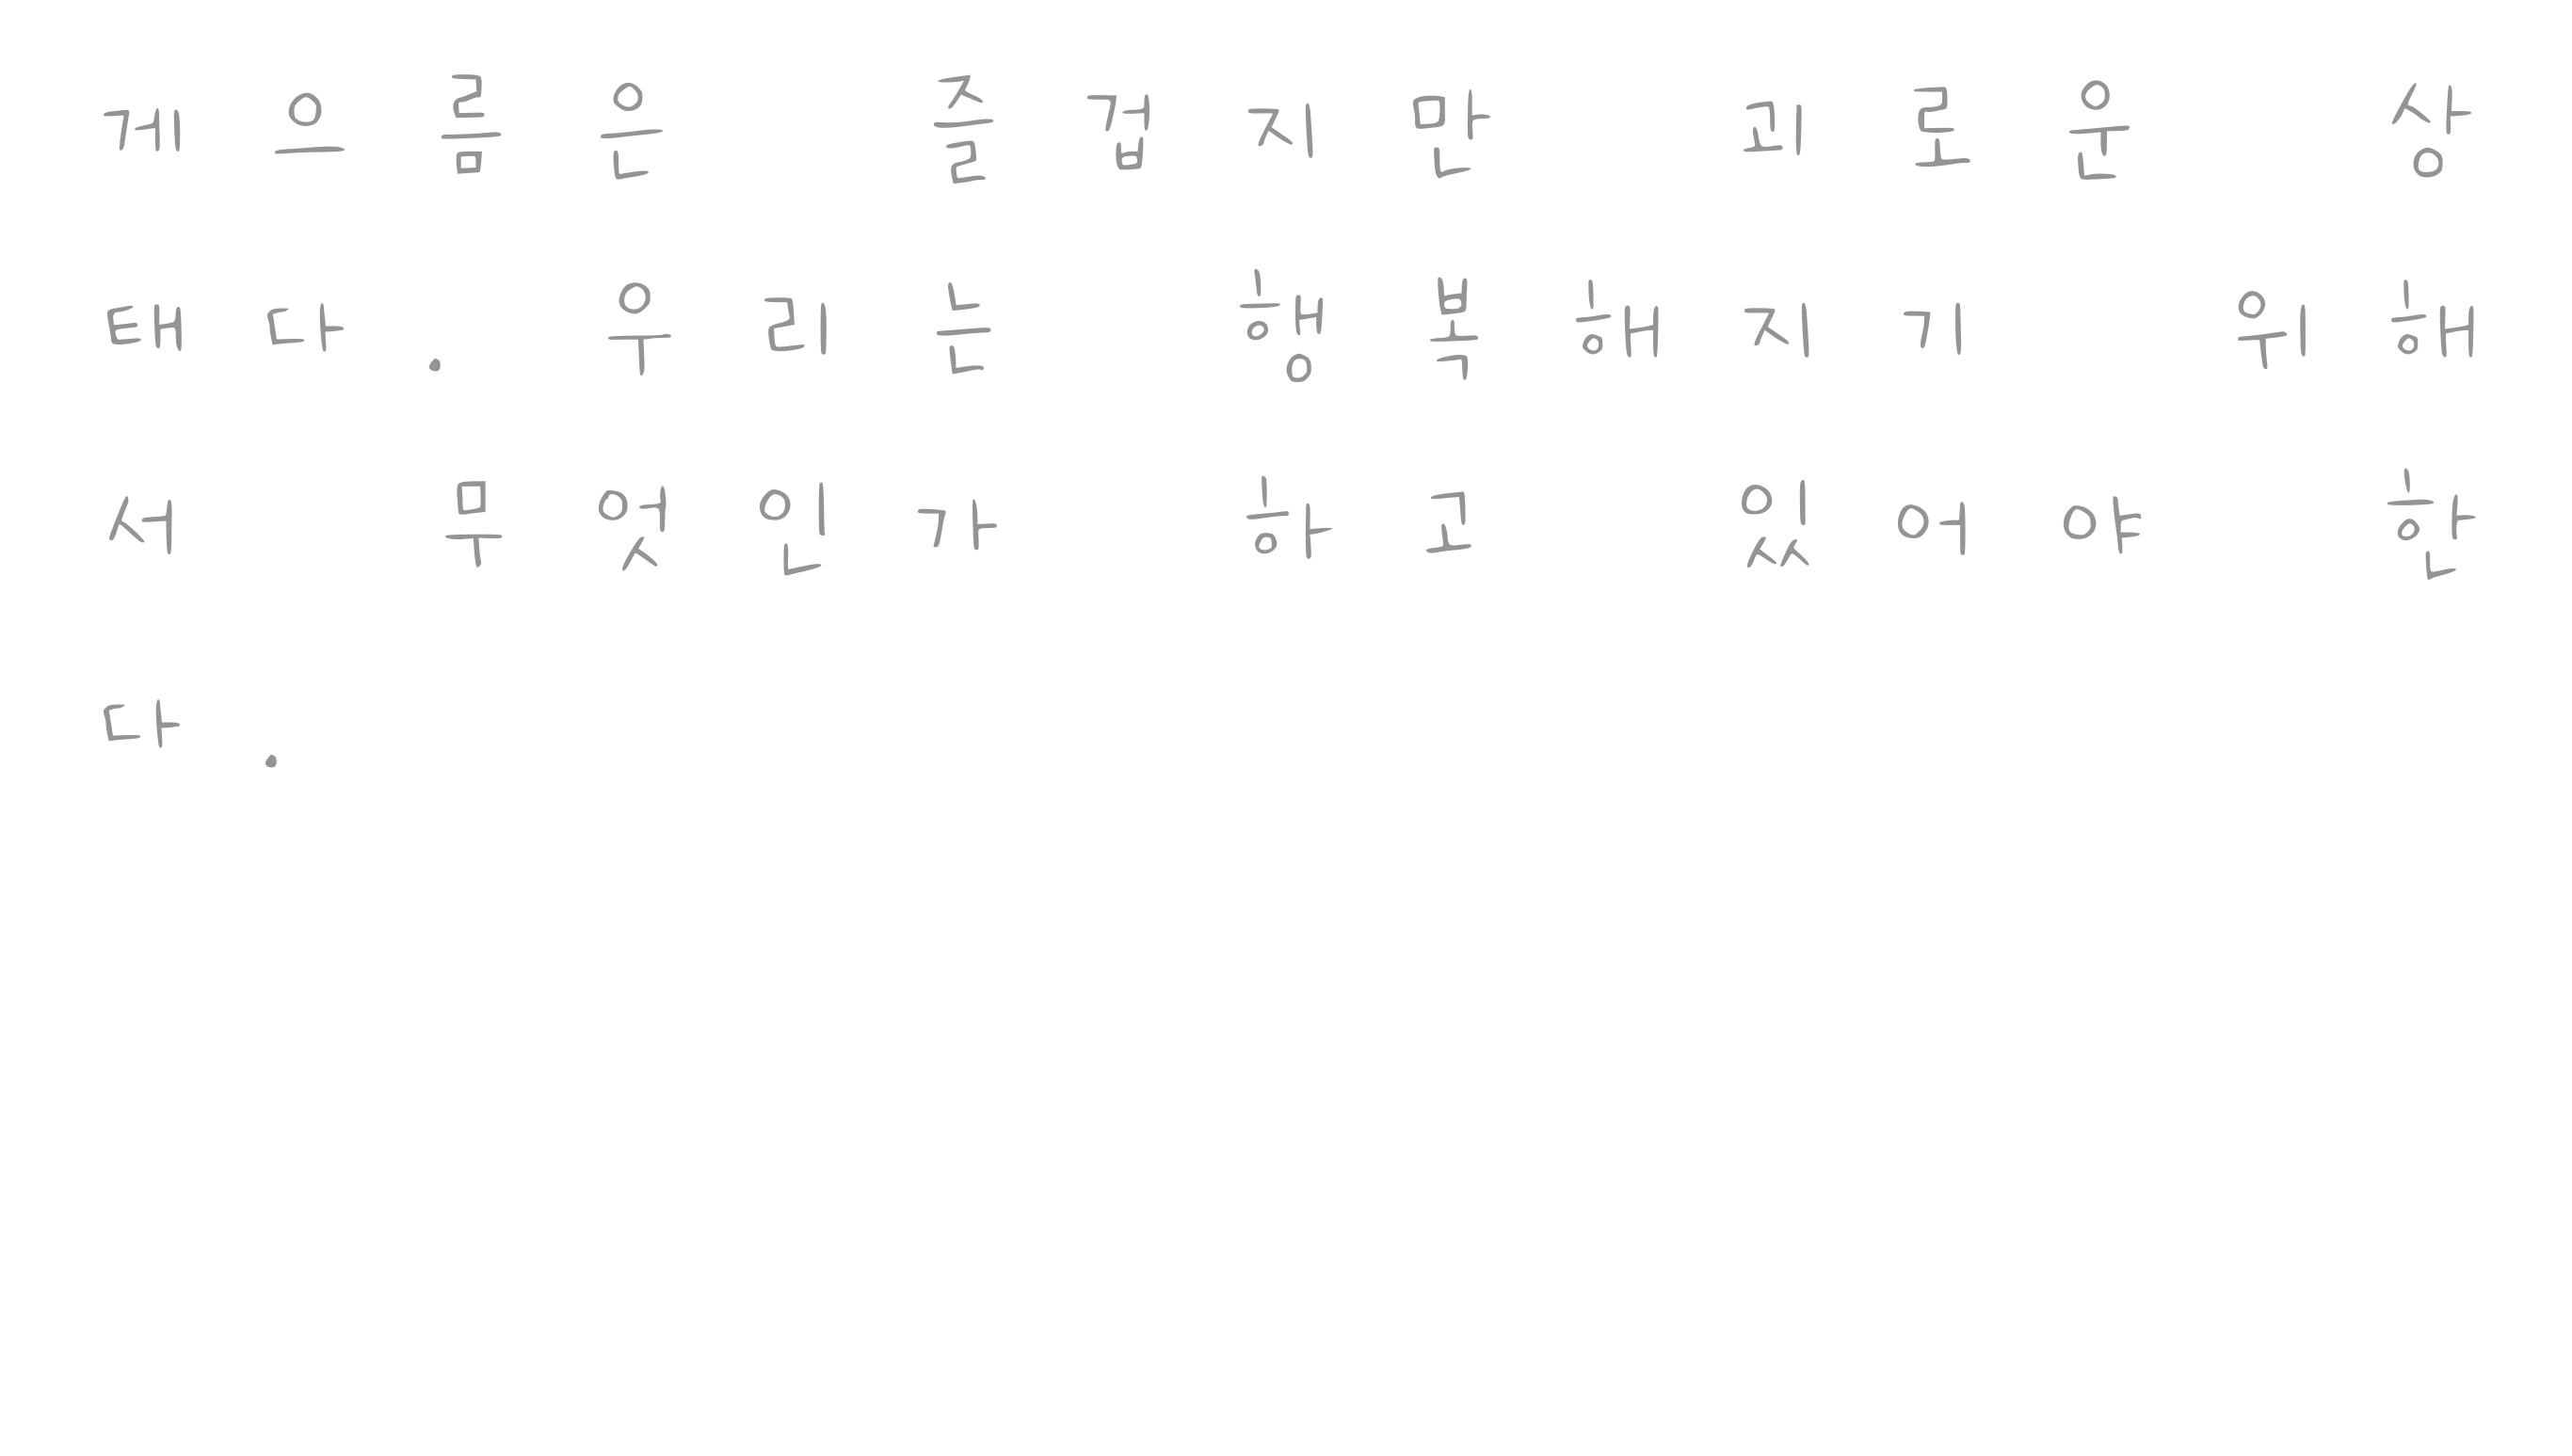 게으름은 즐겁지만 괴로운 상
태다. 우리는 행복해지기 위해
서 무엇인가 하고 있어야 한
다.